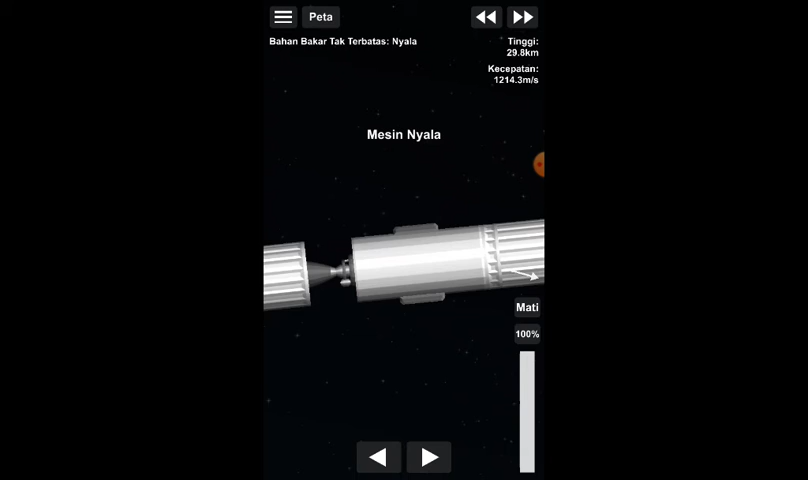 Peta
Bahan Bakar Tak Terbatas: Nyala
Tinggi:
29.8km
Kecepatan:
1214.3m/s
Mesin Nyala
Mati
100%